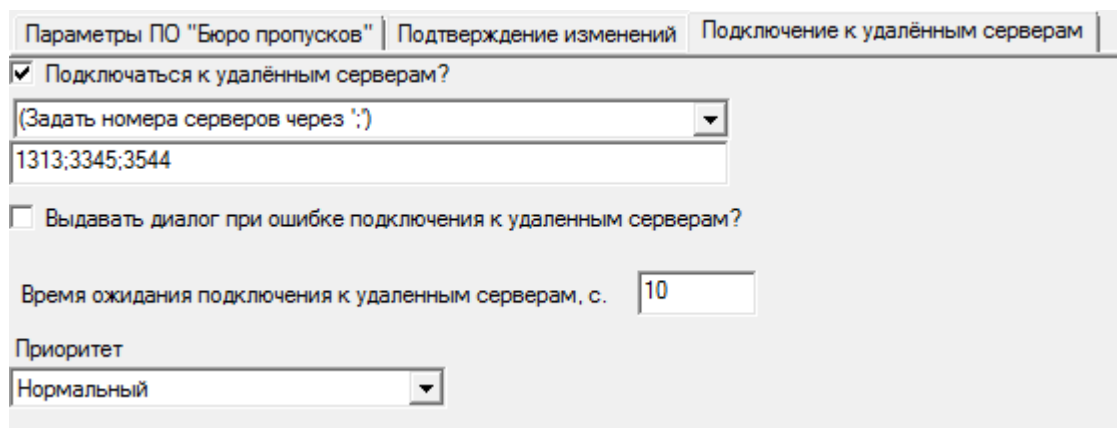 Параметры ПО "Бюро пропусков" Подтверждение изменений Подключение к удалённым серверам
Подключаться к удалённым серверам?
(Задать номера серверов через ';')
1313;3345;3544
Выдавать диалог при ошибке подключения к удаленным серверам?
Время ожидания подключения к удаленным серверам, с. 10
Приоритет
Нормальный